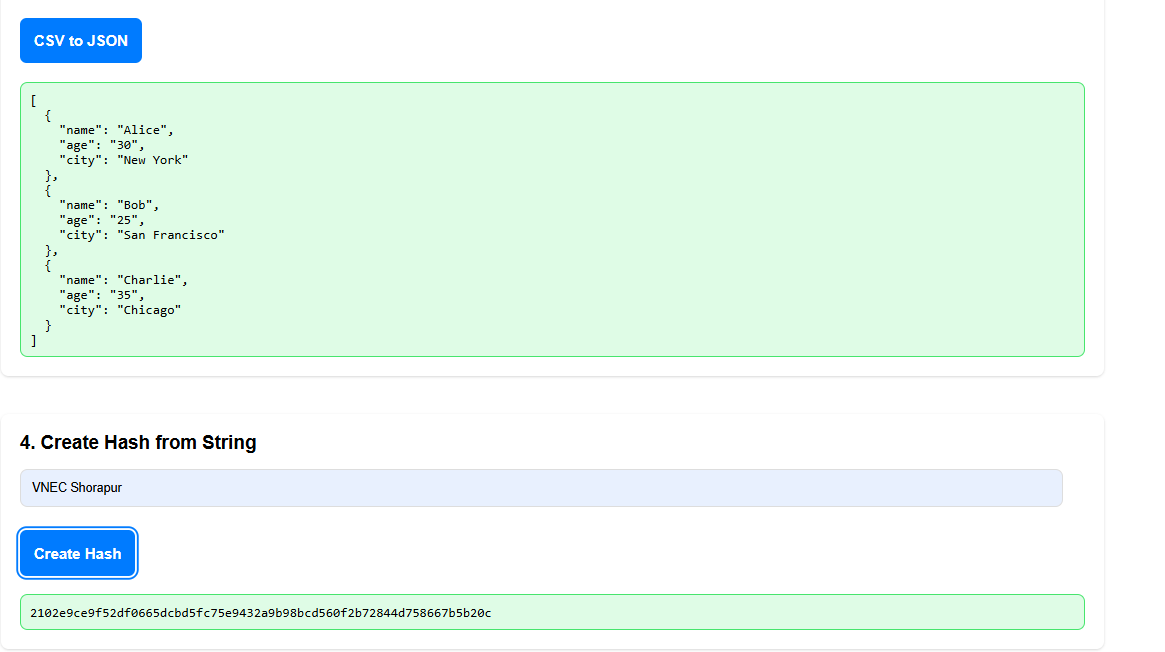 CSV to JSON
[
  {
    "name": "Alice",
    "age": "30",
    "city": "New York"
  },
  {
    "name": "Bob",
    "age": "25",
    "city": "San Francisco"
  },
  {
    "name": "Charlie",
    "age": "35",
    "city": "Chicago"
  }
]
4. Create Hash from String
VNEC Shorapur
Create Hash
2102e9ce9f52df0665dcbd5fc75e9432a9b98bcd560f2b72844d758667b5b20c